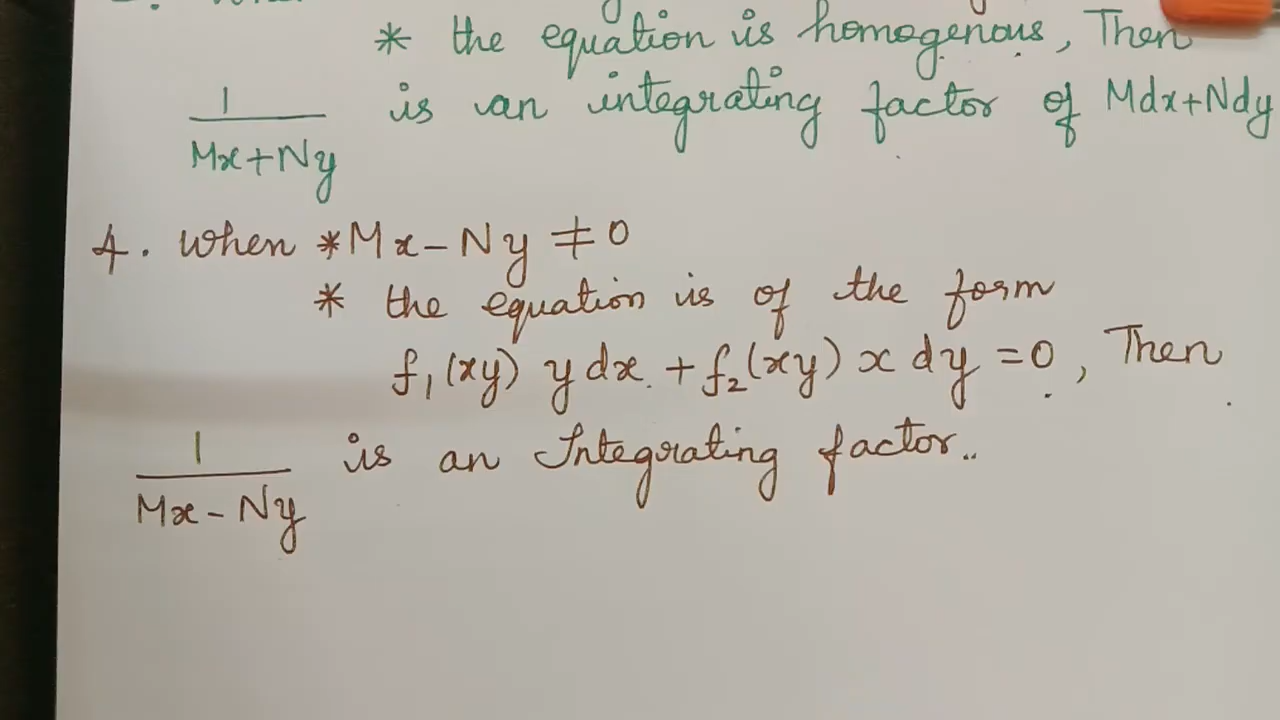 * the equation is homogenous, Then
1/(Mx+Ny) is an integrating factor of Mdx+Ndy
4. When *Mx-Ny ≠ 0
* the equation is of the form
f₁(xy) y dx + f₂(xy) x dy = 0, Then
1/(Mx-Ny) is an Integrating factor..